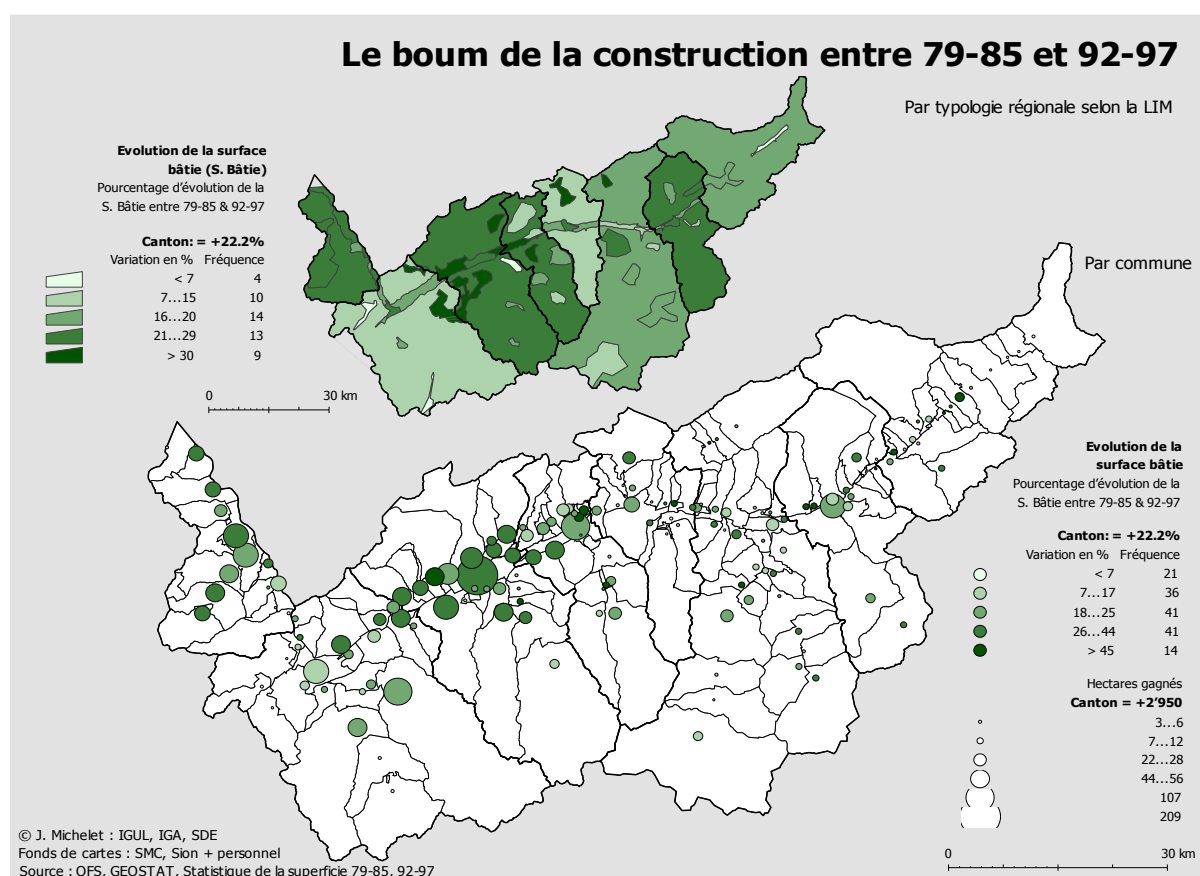 Le boum de la construction entre 79-85 et 92-97
Par typologie régionale selon la LIM
Evolution de la surface
bâtie (S. Bâtie)
Pourcentage d'évolution de la
S. Bâtie entre 79-85 & 92-97
Canton: = +22.2%
Variation en % Fréquence
< 7 4
7...15 10
16...20 14
21...29 13
> 30 9
0 30 km
Par commune
Evolution de la
surface bâtie
Pourcentage d'évolution de la
S. Bâtie entre 79-85 & 92-97
Canton: = +22.2%
Variation en % Fréquence
< 7 21
7...17 36
18...25 41
26...44 41
> 45 14
Hectares gagnés
Canton = +2'950
3...6
7...12
22...28
44...56
107
209
0 30 km
© J. Michelet : IGUL, IGA, SDE
Fonds de cartes : SMC, Sion + personnel
Source : OFS, GEOSTAT, Statistique de la superficie 79-85, 92-97